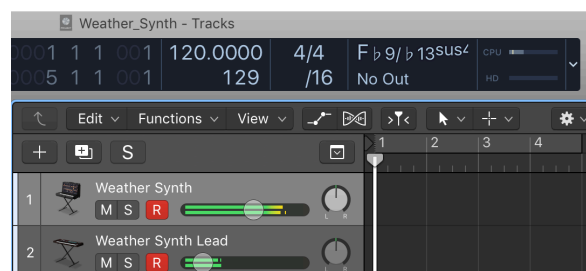 Weather_Synth - Tracks
0001 1 1 001 120.0000 4/4 F♭9/♭13sus4 CPU
0005 1 1 001 129 /16 No Out HD
Edit Functions View
S 1 2 3 4
1 Weather Synth
M S R L R
2 Weather Synth Lead
M S R